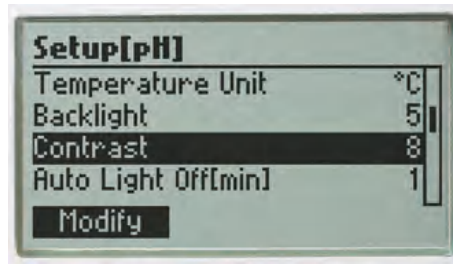 Setup[pH]
Temperature Unit °C
Backlight 5
Contrast 8
Auto Light Off[min] 1
Modify